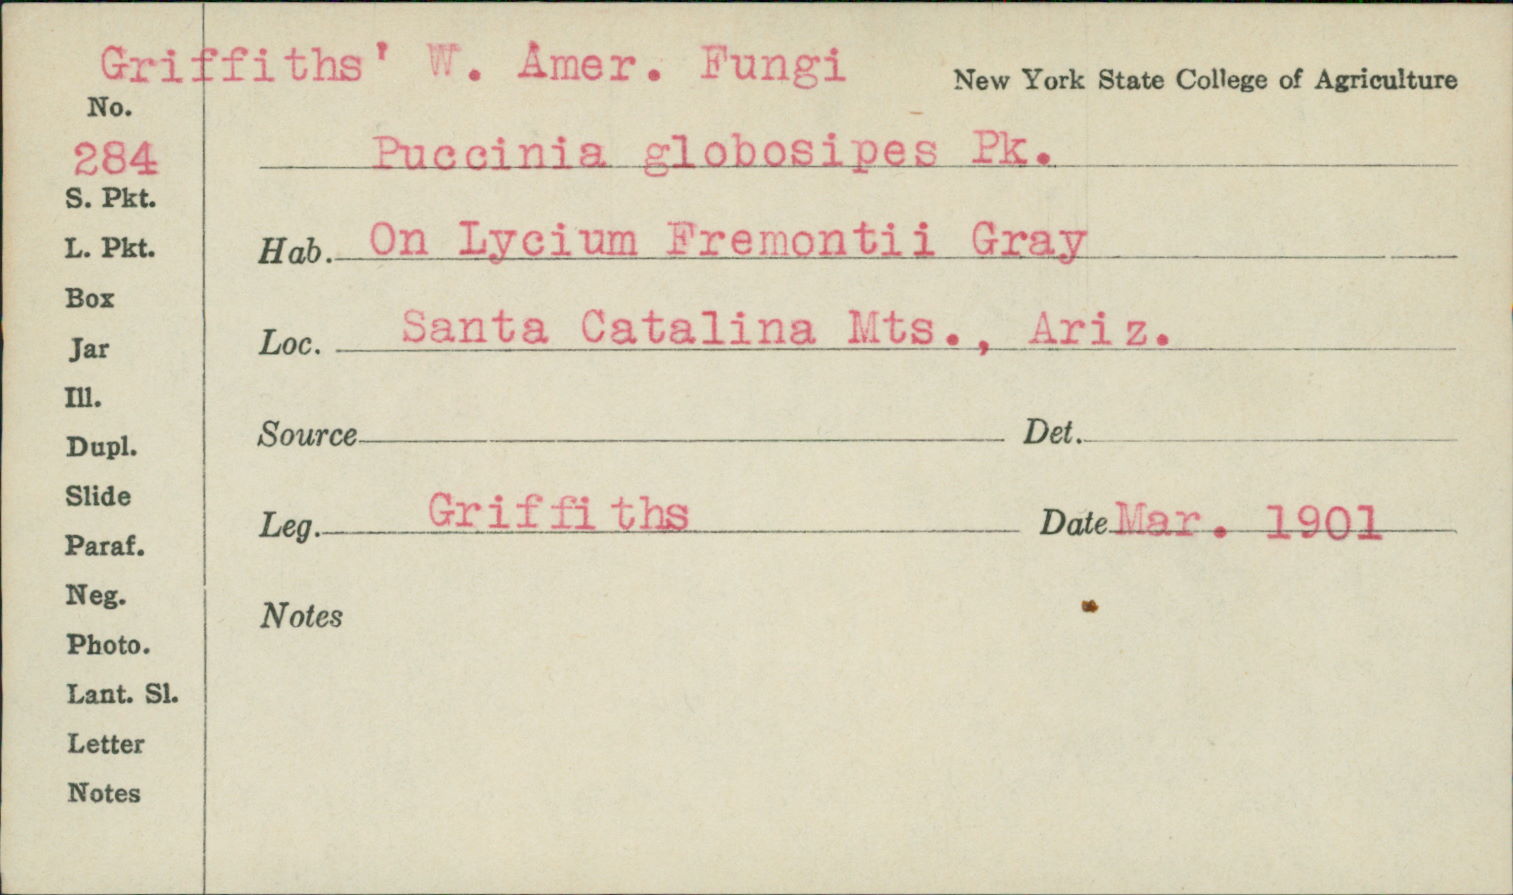 Griffiths' W. Amer. Fungi
New York State College of Agriculture
No.
284
Puccinia globosipes Pk.
S. Pkt.
L. Pkt.
Hab. On Lycium Fremontii Gray
Box
Jar
Loc. Santa Catalina Mts., Ariz.
Ill.
Dupl.
Source Det.
Slide
Leg. Griffiths Date Mar. 1901
Paraf.
Neg.
Notes
Photo.
Lant. Sl.
Letter
Notes